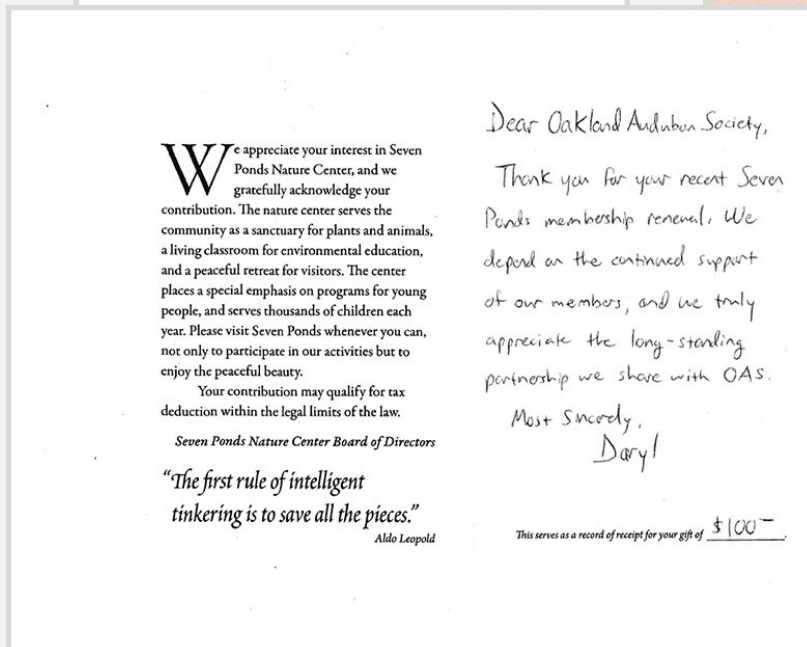 We appreciate your interest in Seven
Ponds Nature Center, and we
gratefully acknowledge your
contribution. The nature center serves the
community as a sanctuary for plants and animals,
a living classroom for environmental education,
and a peaceful retreat for visitors. The center
places a special emphasis on programs for young
people, and serves thousands of children each
year. Please visit Seven Ponds whenever you can,
not only to participate in our activities but to
enjoy the peaceful beauty.
Your contribution may qualify for tax
deduction within the legal limits of the law.
Seven Ponds Nature Center Board of Directors
“The first rule of intelligent
tinkering is to save all the pieces.”
Aldo Leopold
Dear Oakland Audubon Society,
Thank you for your recent Seven
Ponds membership renewal. We
depend on the continued support
of our members, and we truly
appreciate the long-standing
partnership we share with OAS.
Most Sincerely,
Daryl
This serves as a record of receipt for your gift of $100-.